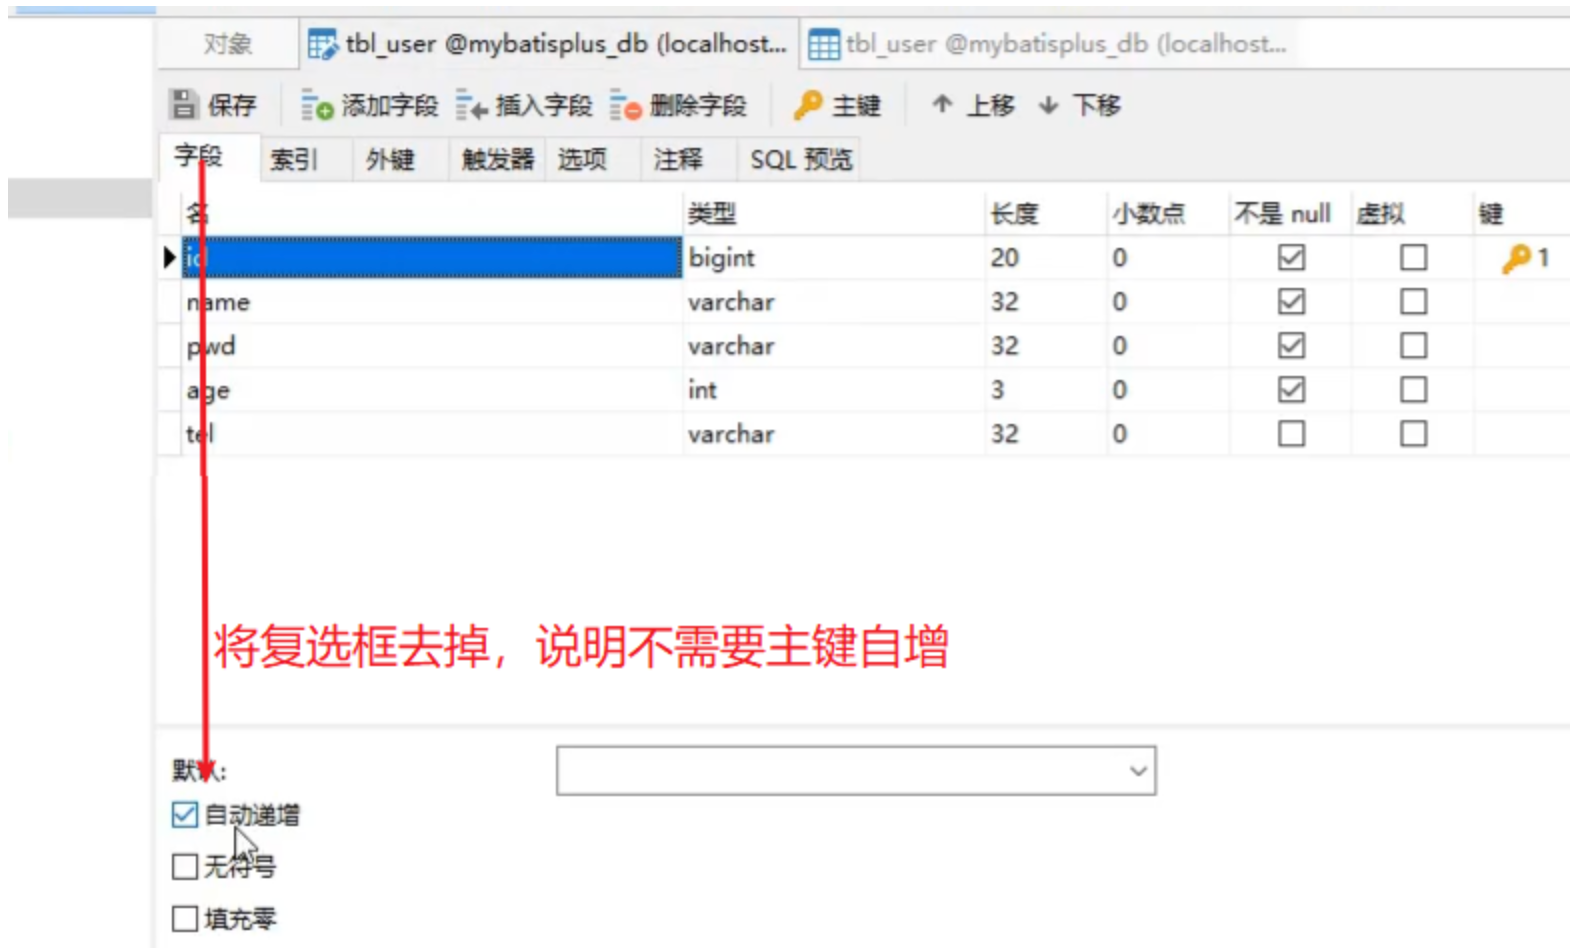 对象 tbl_user @mybatisplus_db (localhost... tbl_user @mybatisplus_db (localhost...
保存 添加字段 插入字段 删除字段 主键 上移 下移
字段 索引 外键 触发器 选项 注释 SQL 预览
名 类型 长度 小数点 不是 null 虚拟 键
id bigint 20 0 1
name varchar 32 0
pwd varchar 32 0
age int 3 0
tel varchar 32 0
将复选框去掉，说明不需要主键自增
默认:
自动递增
无符号
填充零